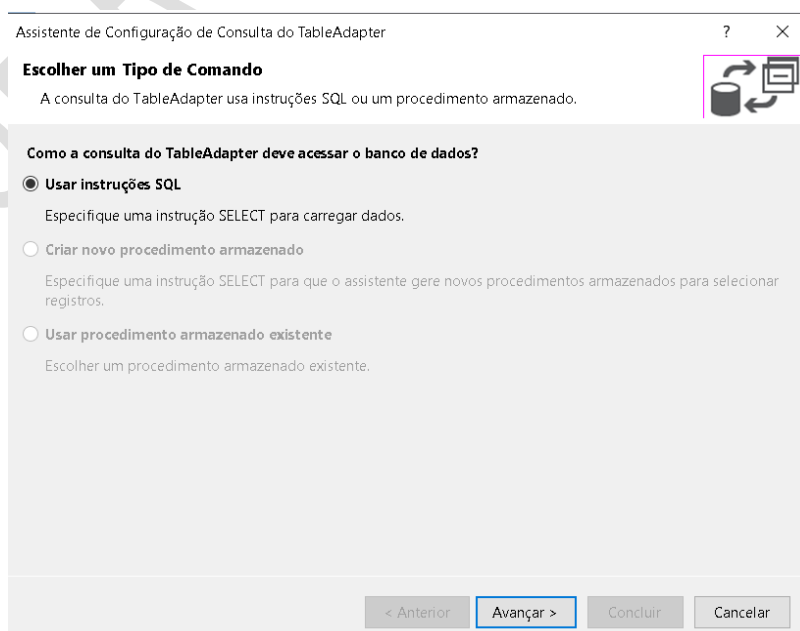 Assistente de Configuração de Consulta do TableAdapter
?
Escolher um Tipo de Comando
A consulta do TableAdapter usa instruções SQL ou um procedimento armazenado.
Como a consulta do TableAdapter deve acessar o banco de dados?
Usar instruções SQL
Especifique uma instrução SELECT para carregar dados.
Criar novo procedimento armazenado
Especifique uma instrução SELECT para que o assistente gere novos procedimentos armazenados para selecionar
registros.
Usar procedimento armazenado existente
Escolher um procedimento armazenado existente.
< Anterior Avançar > Concluir Cancelar